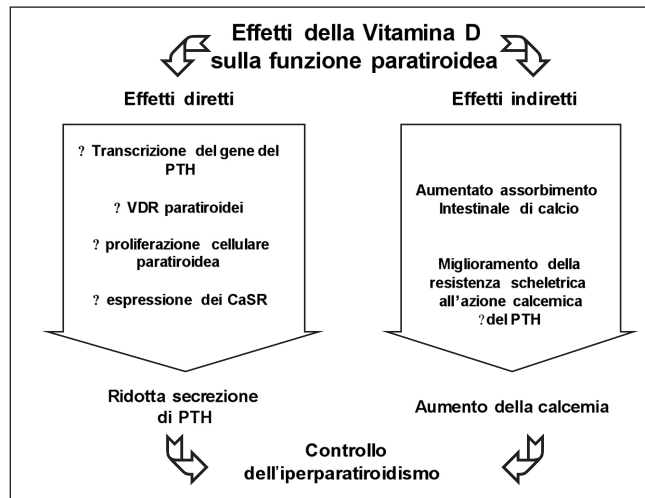 Effetti della Vitamina D
sulla funzione paratiroidea
Effetti diretti
? Transcrizione del gene del
PTH
? VDR paratiroidei
? proliferazione cellulare
paratiroidea
? espressione dei CaSR
Ridotta secrezione
di PTH
Effetti indiretti
Aumentato assorbimento
Intestinale di calcio
Miglioramento della
resistenza scheletrica
all'azione calcemica
?del PTH
Aumento della calcemia
Controllo
dell'iperparatiroidismo